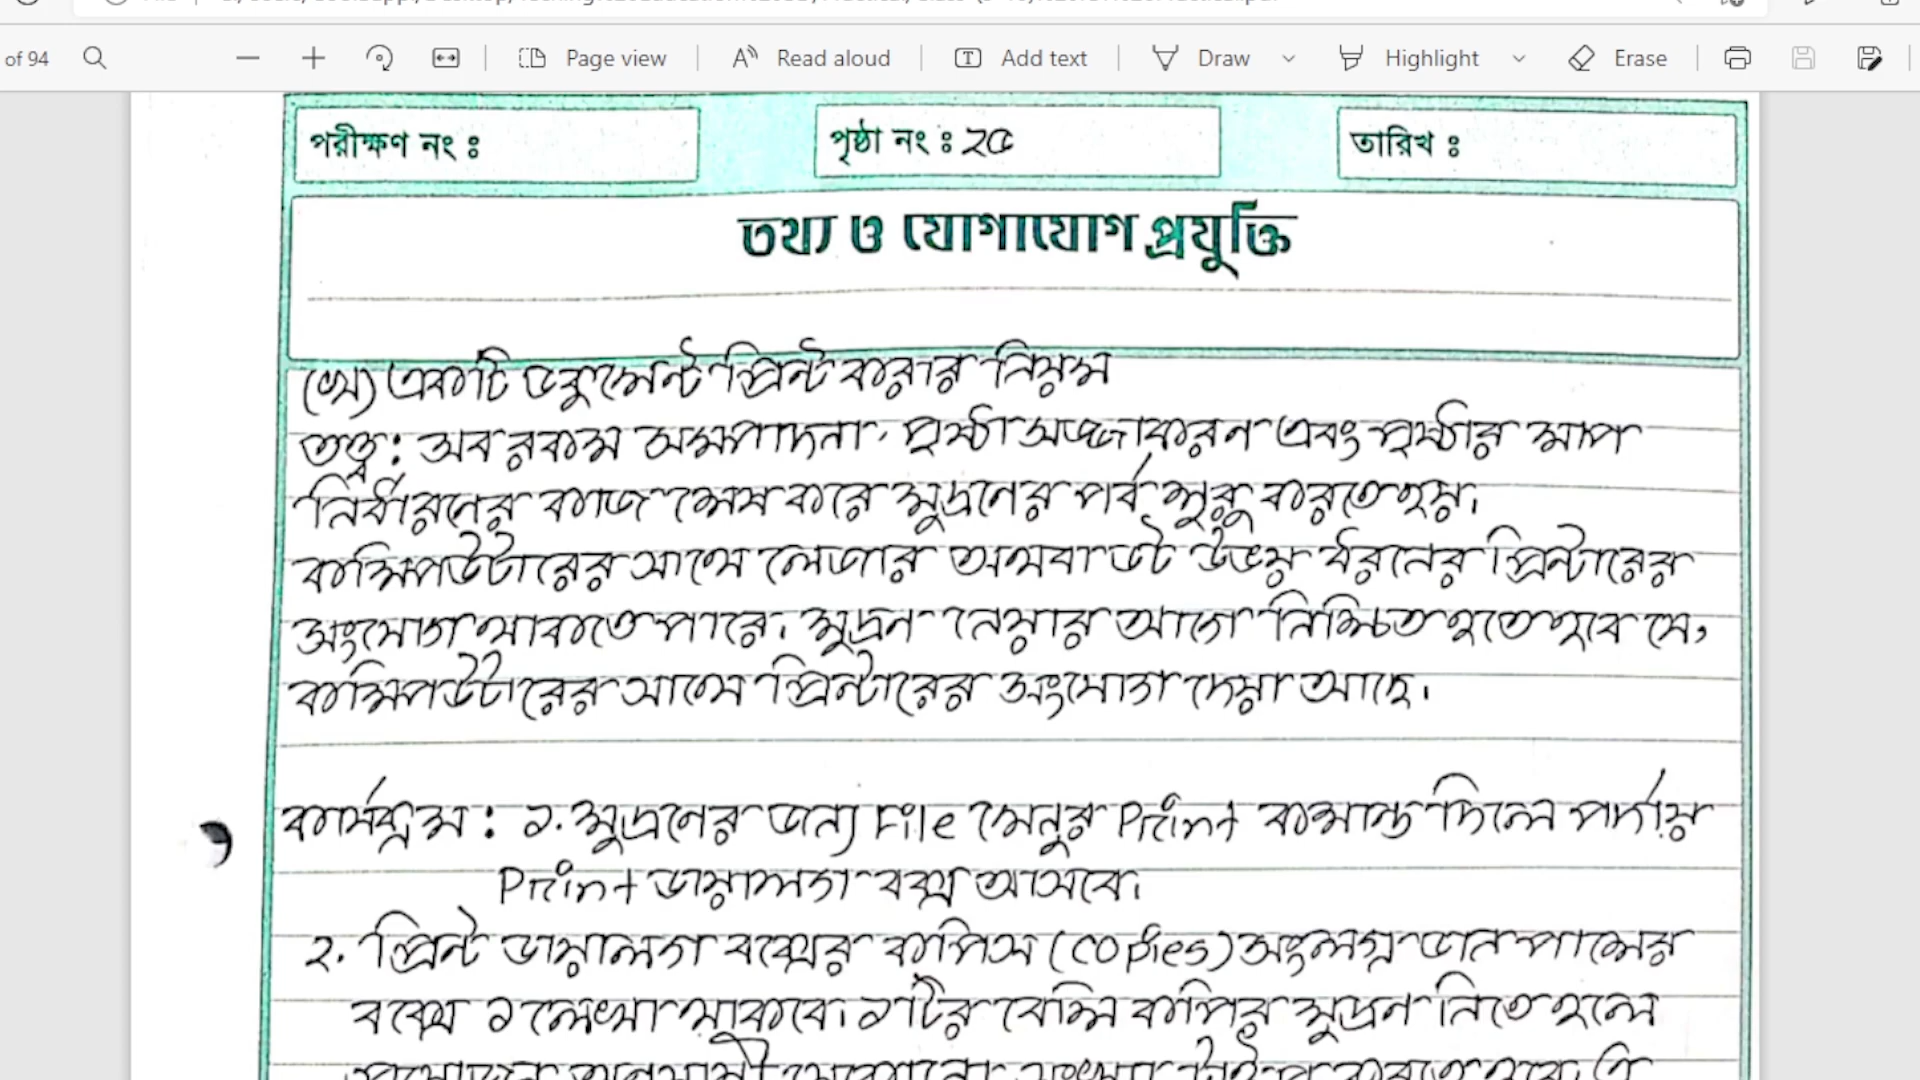 of 94
Page view
Read aloud
Add text
Draw
Highlight
Erase
পরীক্ষণ নং ঃ
পৃষ্ঠা নং ঃ ২৫
তারিখ ঃ
তথ্য ও যোগাযোগ প্রযুক্তি
(খ) একটি ডকুমেন্ট প্রিন্ট করার নিয়ম
তত্ত্ব: সব রকম সম্পাদনা, পৃষ্ঠা সজ্জাকরন এবং পৃষ্ঠার মাপ
নির্ধারনের কাজ শেষ করে মুদ্রনের পর্ব শুরু করতে হয়।
কম্পিউটারের সাথে লেজার অথবা ডট উভয় ধরনের প্রিন্টারের
সংযোগ থাকতে পারে। মুদ্রন নেয়ার আগে নিশ্চিত হতে হবে যে,
কম্পিউটারের সাথে প্রিন্টারের সংযোগ দেয়া আছে।
কার্যক্রম: ১. মুদ্রনের জন্য File মেনুর Print কমান্ড দিলে পর্দায়
Print ডায়ালগ বক্স আসবে।
২. প্রিন্ট ডায়ালগ বক্সের কপিস (copies) সংলগ্ন ডান পাশের
বক্সে ১ লেখা থাকবে। ১টির বেশি কপির মুদ্রন নিতে হলে